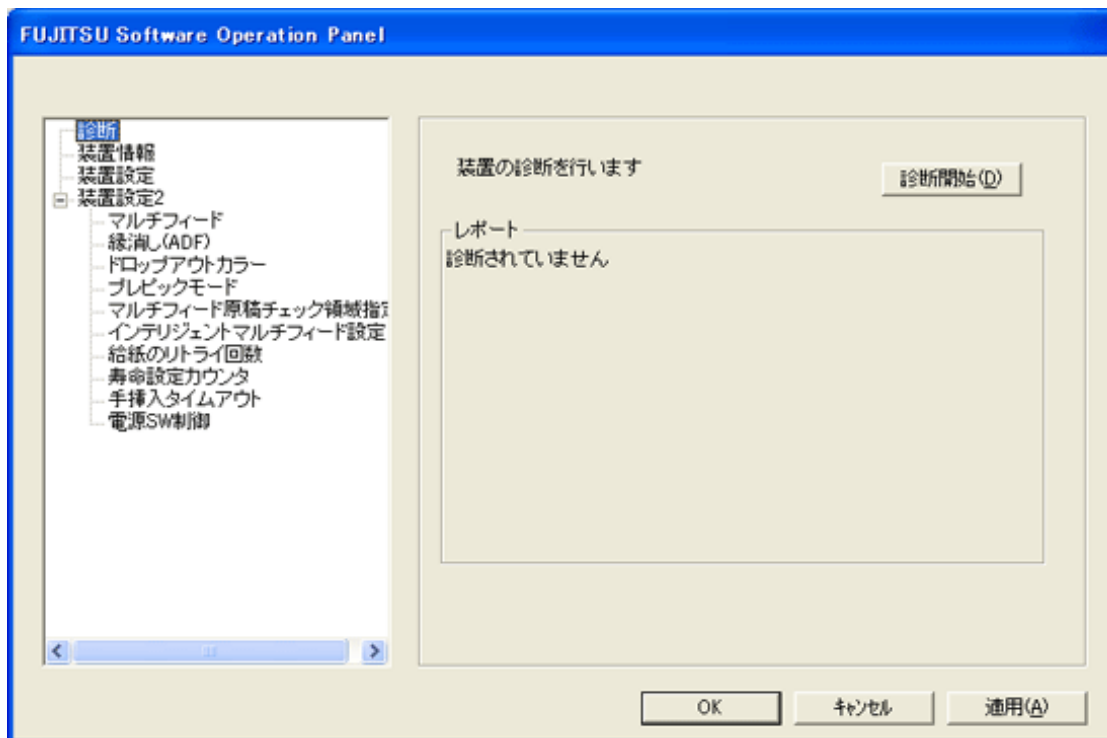 FUJITSU Software Operation Panel
診断
装置情報
装置設定
装置設定2
マルチフィード
縁消し(ADF)
ドロップアウトカラー
プレピックモード
マルチフィード原稿チェック領域指定
インテリジェントマルチフィード設定
給紙のリトライ回数
寿命設定カウンタ
手挿入タイムアウト
電源SW制御
装置の診断を行います
診断開始(D)
レポート
診断されていません
OK
キャンセル
適用(A)